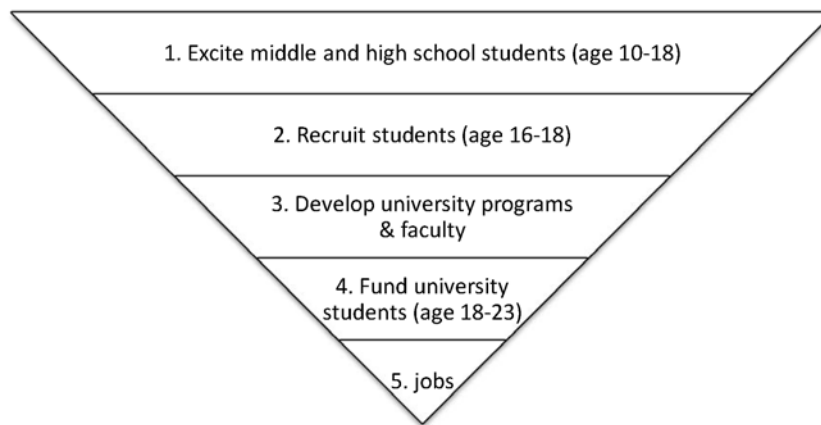 1. Excite middle and high school students (age 10-18)
2. Recruit students (age 16-18)
3. Develop university programs
& faculty
4. Fund university
students (age 18-23)
5. jobs